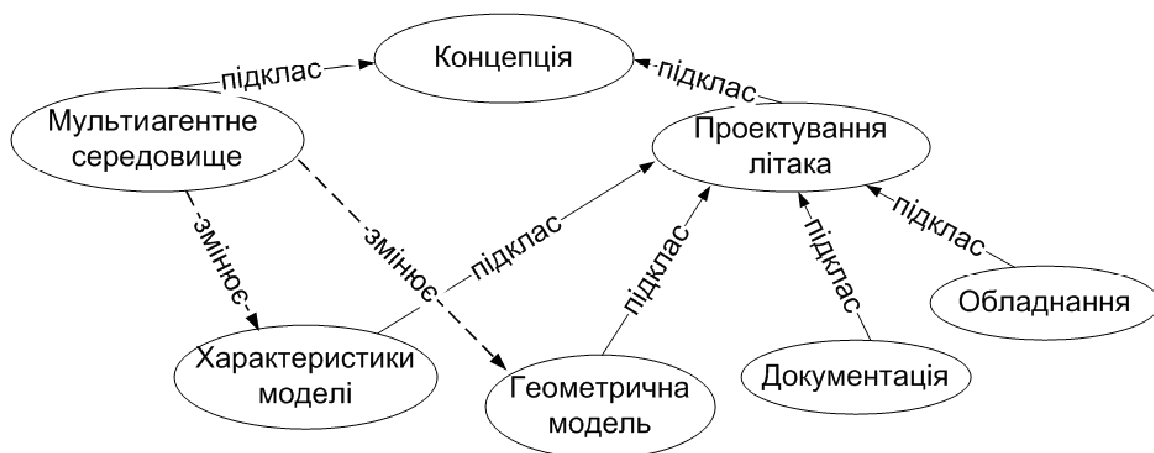 Концепція
підклас
підклас
Мультиагентне
середовище
Проектування
літака
змінює
змінює
підклас
підклас
підклас
підклас
Обладнання
Характеристики
моделі
Геометрична
модель
Документація